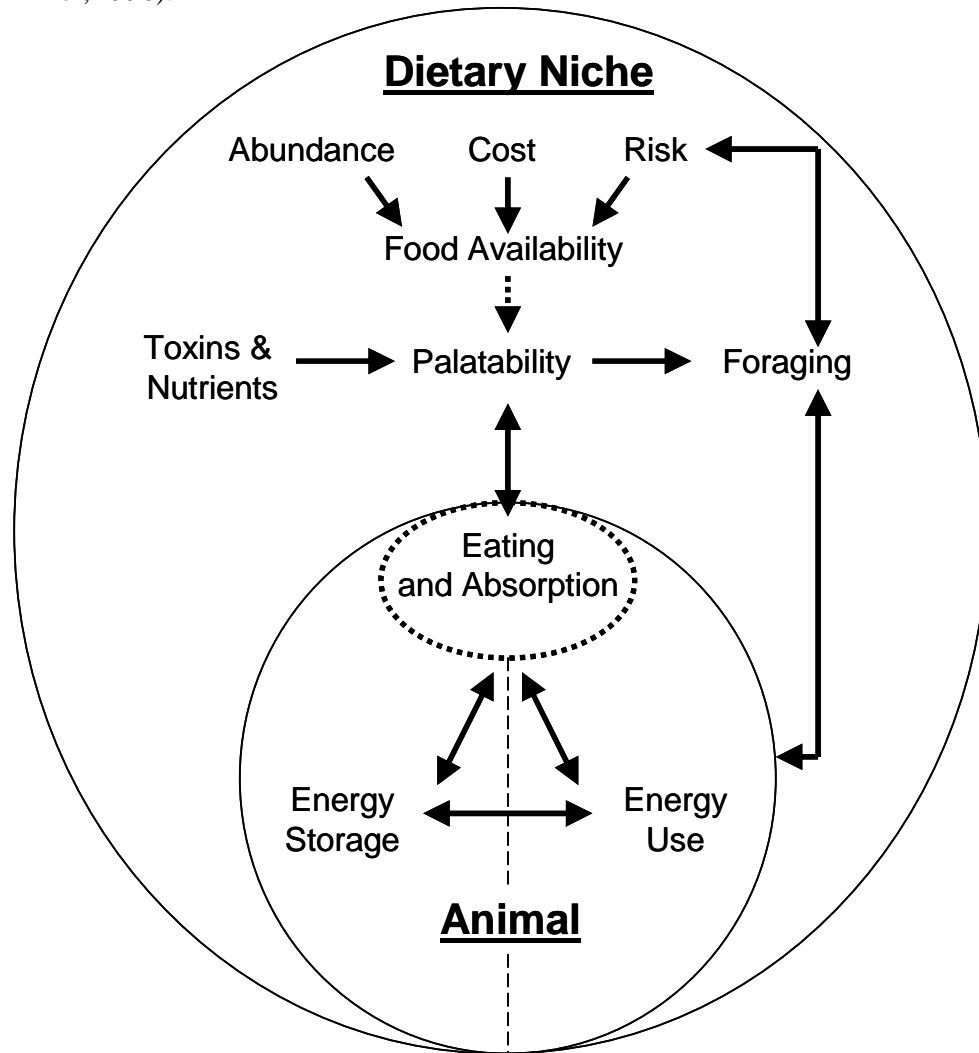 Dietary Niche
Abundance Cost Risk
Food Availability
Toxins &
Nutrients
Palatability
Foraging
Eating
and Absorption
Energy
Storage
Energy
Use
Animal